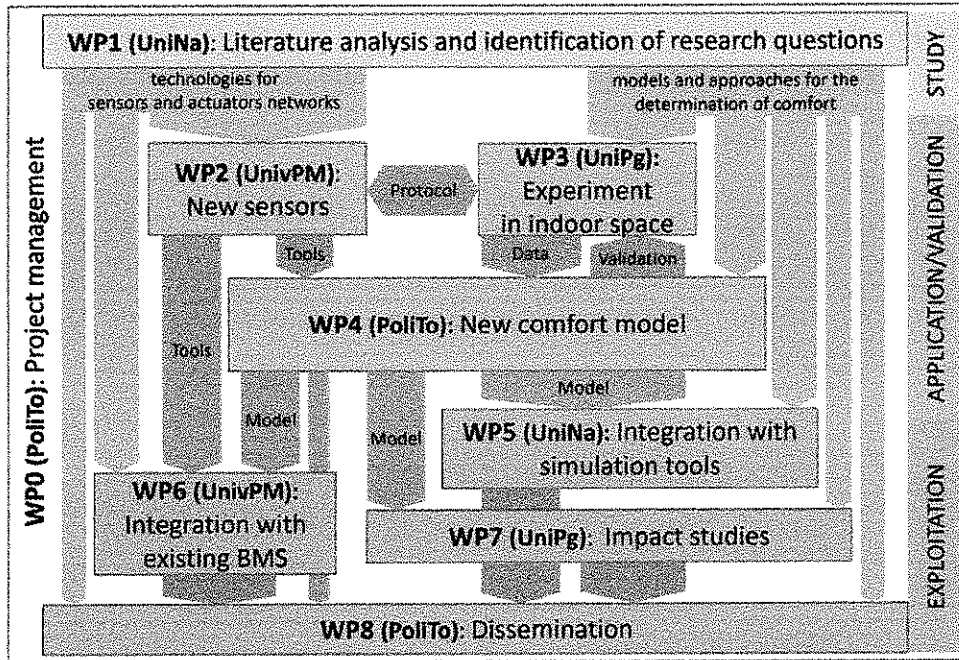 WP1 (UniNa): Literature analysis and identification of research questions
technologies for
sensors and actuators networks
models and approaches for the
determination of comfort
STUDY
WP0 (PoliTo): Project management
WP2 (UnivPM):
New sensors
Protocol
WP3 (UniPg):
Experiment
in indoor space
APPLICATION/VALIDATION
Tools
Data
Validation
WP4 (PoliTo): New comfort model
Tools
Model
Model
Model
WP5 (UniNa): Integration with
simulation tools
WP6 (UnivPM):
Integration with
existing BMS
WP7 (UniPg): Impact studies
EXPLOITATION
WP8 (PoliTo): Dissemination